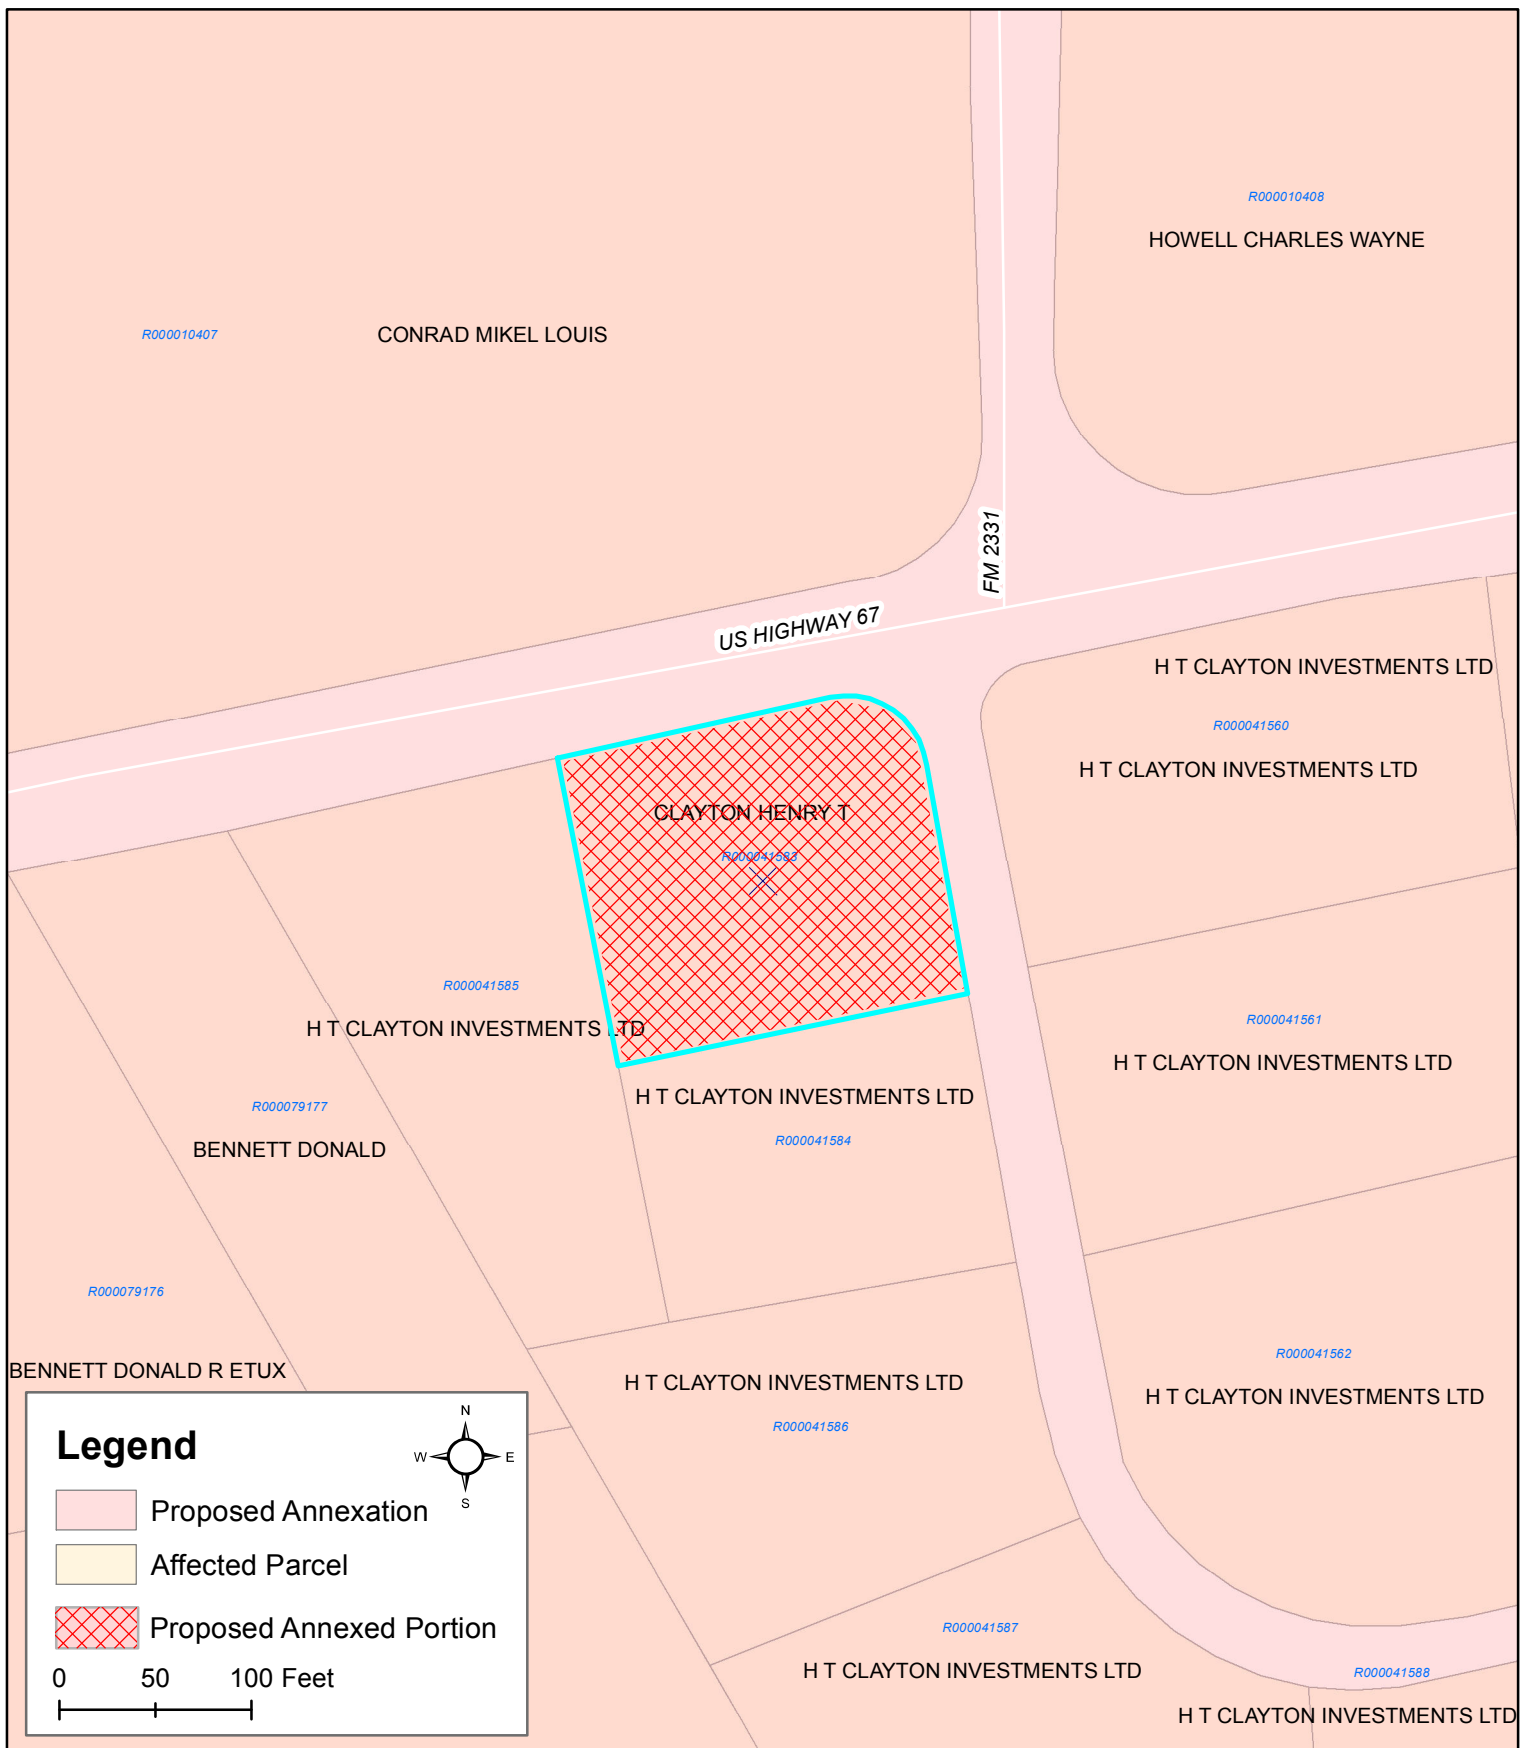 R000010408
HOWELL CHARLES WAYNE
R000010407
CONRAD MIKEL LOUIS
FM 2331
US HIGHWAY 67
H T CLAYTON INVESTMENTS LTD
R000041560
H T CLAYTON INVESTMENTS LTD
CLAYTON HENRY T
R000041583
R000041585
H T CLAYTON INVESTMENTS LTD
R000041561
H T CLAYTON INVESTMENTS LTD
H T CLAYTON INVESTMENTS LTD
R000041584
R000079177
BENNETT DONALD
R000079176
BENNETT DONALD R ETUX
H T CLAYTON INVESTMENTS LTD
R000041586
R000041562
H T CLAYTON INVESTMENTS LTD
Legend
N
W E
S
Proposed Annexation
Affected Parcel
Proposed Annexed Portion
0 50 100 Feet
R000041587
H T CLAYTON INVESTMENTS LTD
R000041588
H T CLAYTON INVESTMENTS LTD